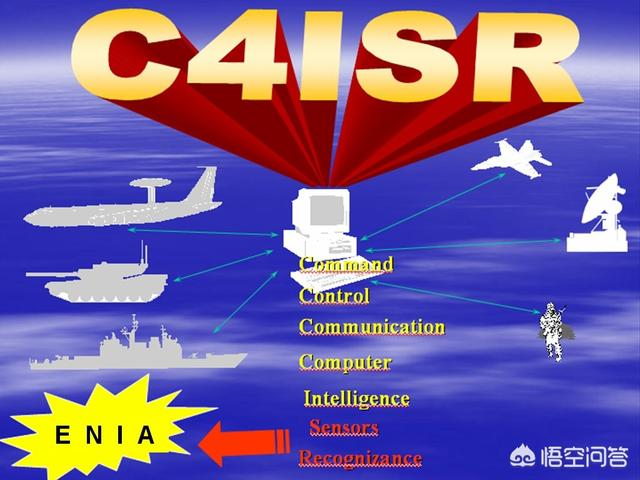 C4ISR
Command
Control
Communication
Computer
Intelligence
Sensors
Recognizance
E N I A
悟空问答